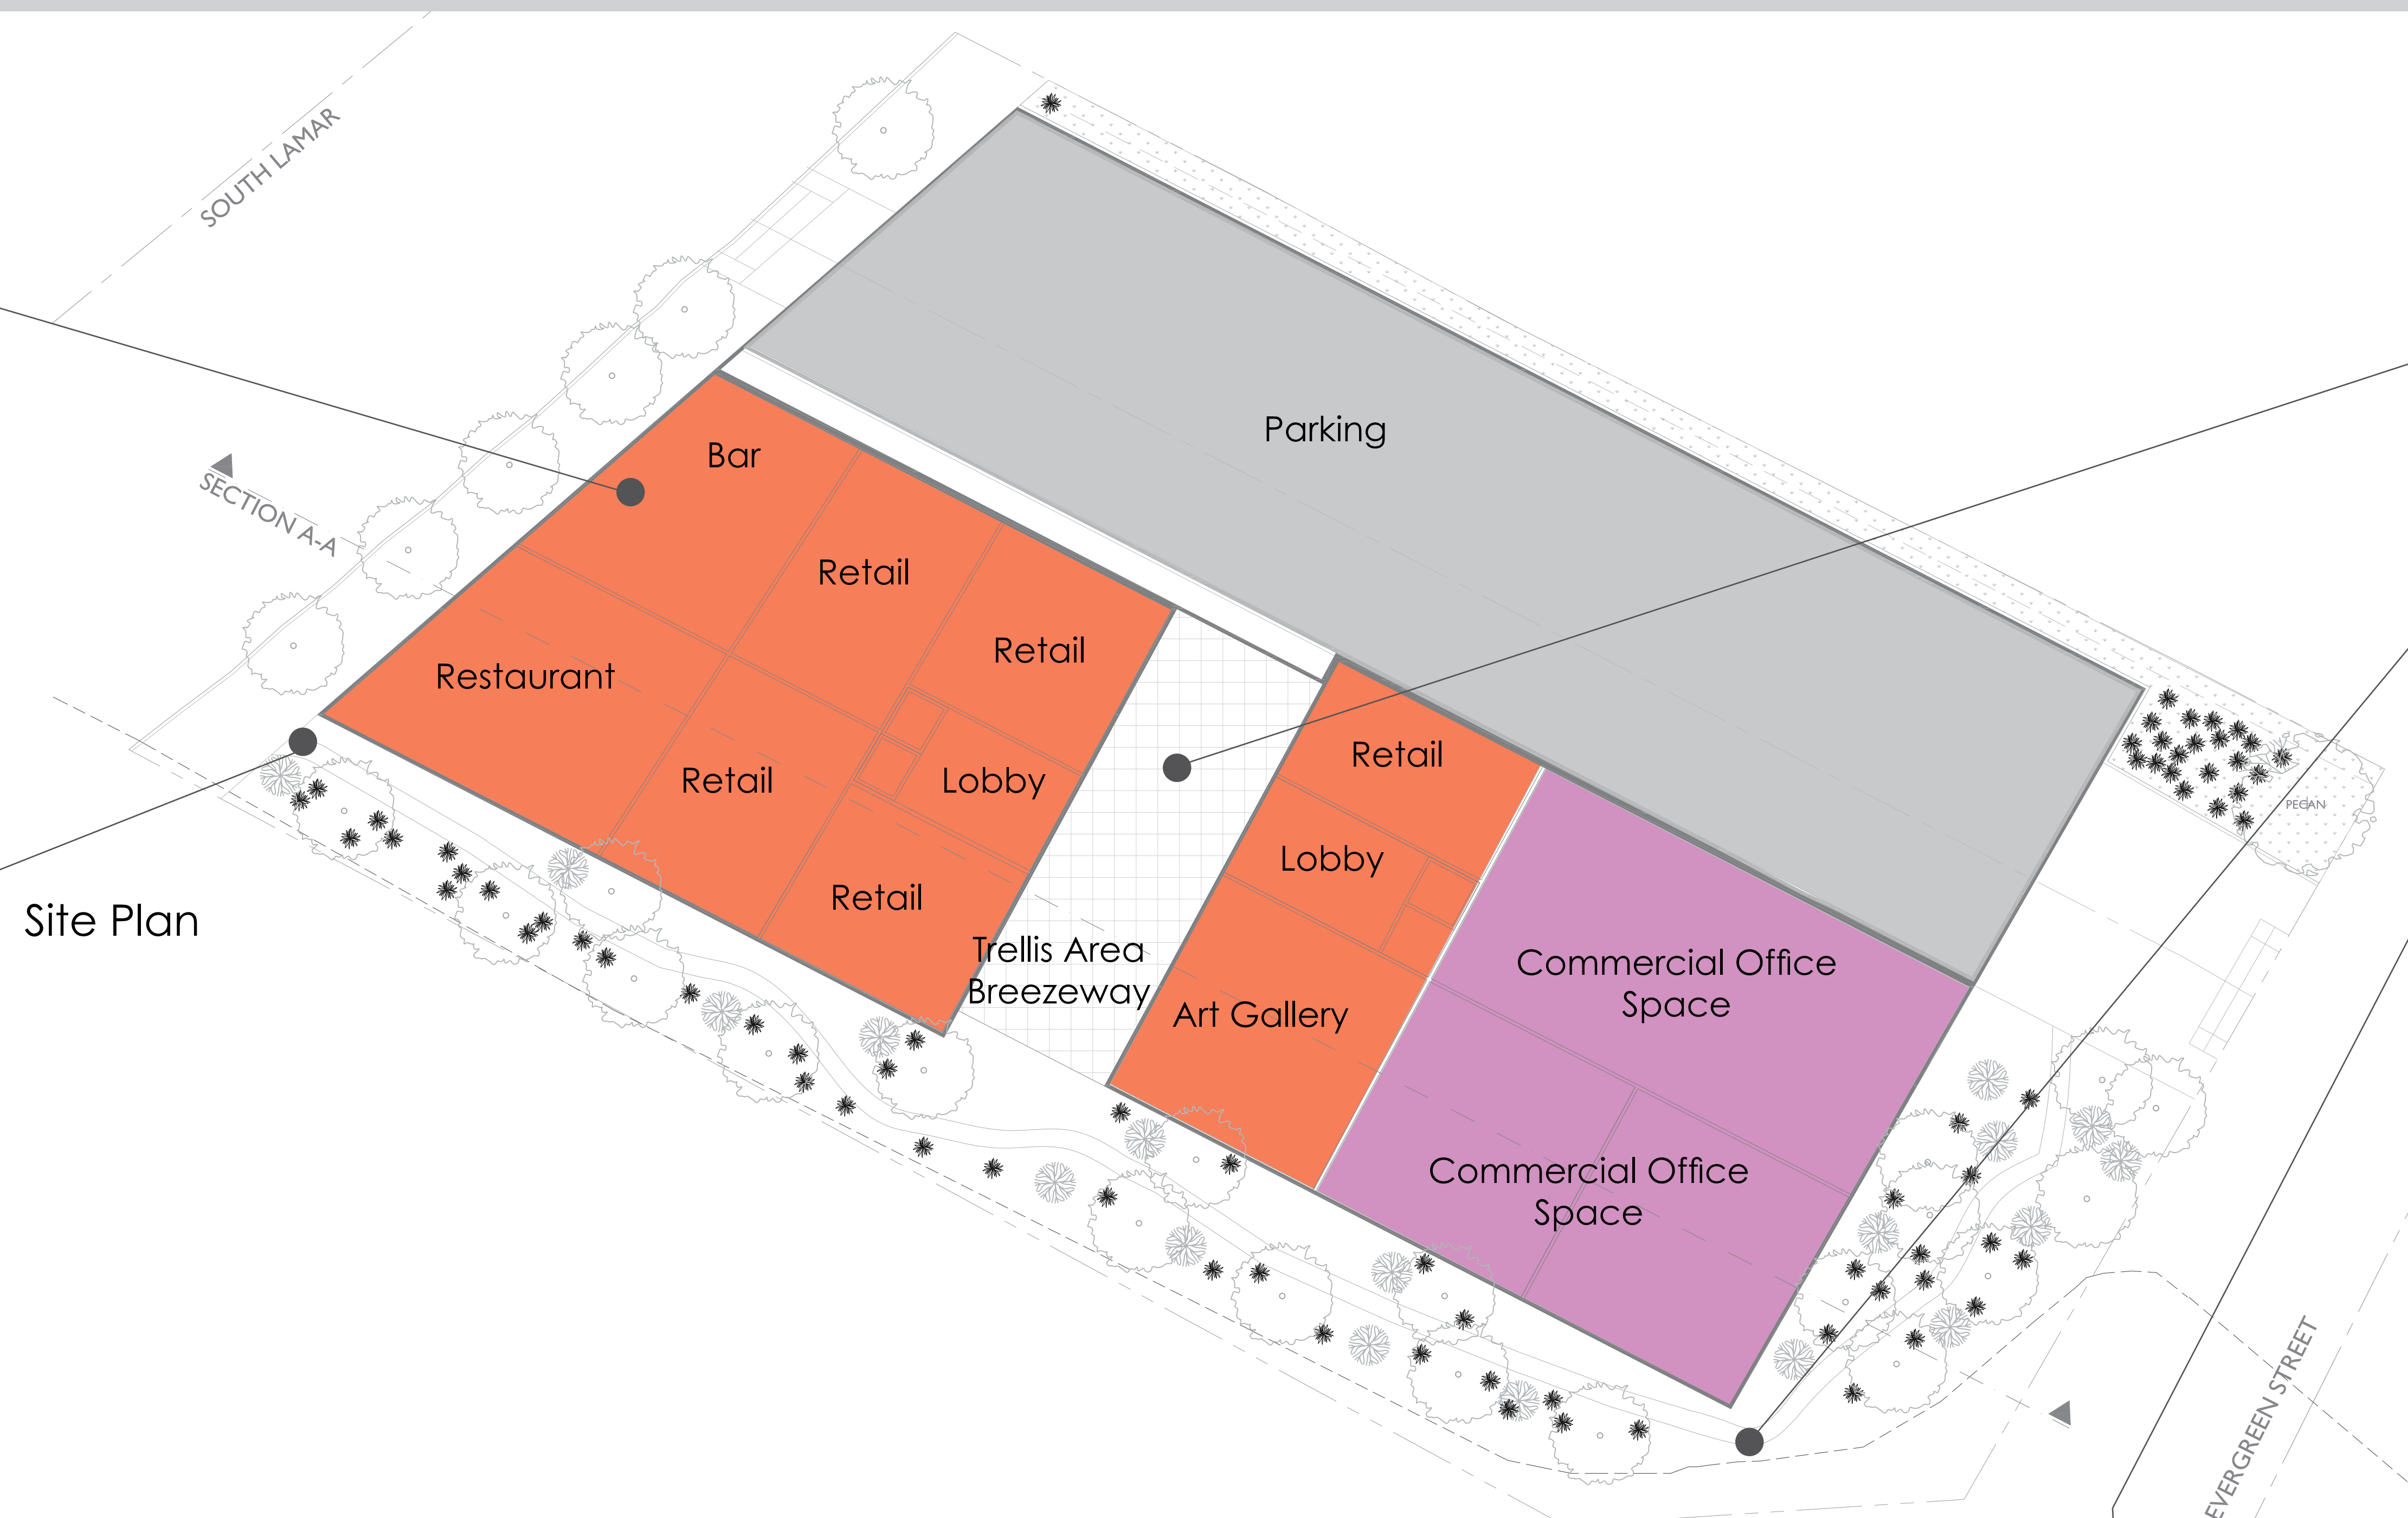 SOUTH LAMAR
Parking
Bar
SECTION A-A
Retail
Retail
Restaurant
Retail
Lobby
Retail
Lobby
Retail
PECAN
Site Plan
Trellis Area
Breezeway
Art Gallery
Commercial Office
Space
Commercial Office
Space
EVERGREEN STREET